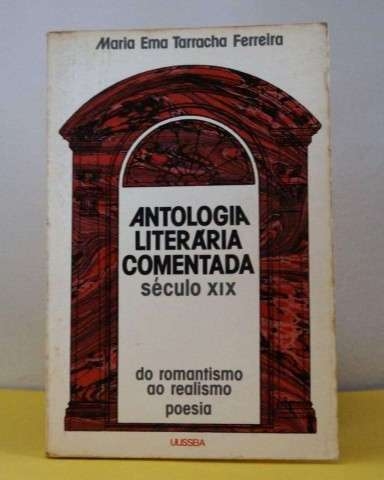 Maria Ema Tarracha Ferreira
ANTOLOGIA
LITERÁRIA
COMENTADA
século XIX
do romantismo
ao realismo
poesia
ULISSEIA